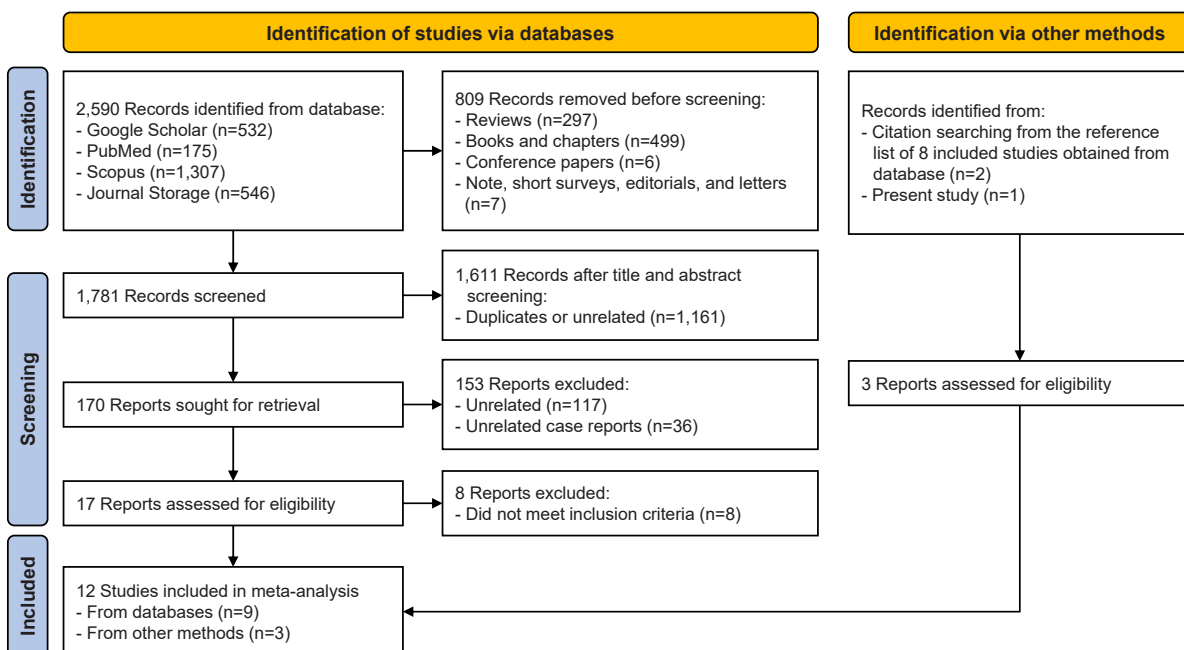 Identification of studies via databases
Identification via other methods
Identification
2,590 Records identified from database:
- Google Scholar (n=532)
- PubMed (n=175)
- Scopus (n=1,307)
- Journal Storage (n=546)
809 Records removed before screening:
- Reviews (n=297)
- Books and chapters (n=499)
- Conference papers (n=6)
- Note, short surveys, editorials, and letters
(n=7)
Records identified from:
- Citation searching from the reference
list of 8 included studies obtained from
database (n=2)
- Present study (n=1)
Screening
1,781 Records screened
1,611 Records after title and abstract
screening:
- Duplicates or unrelated (n=1,161)
170 Reports sought for retrieval
153 Reports excluded:
- Unrelated (n=117)
- Unrelated case reports (n=36)
3 Reports assessed for eligibility
17 Reports assessed for eligibility
8 Reports excluded:
- Did not meet inclusion criteria (n=8)
Included
12 Studies included in meta-analysis
- From databases (n=9)
- From other methods (n=3)